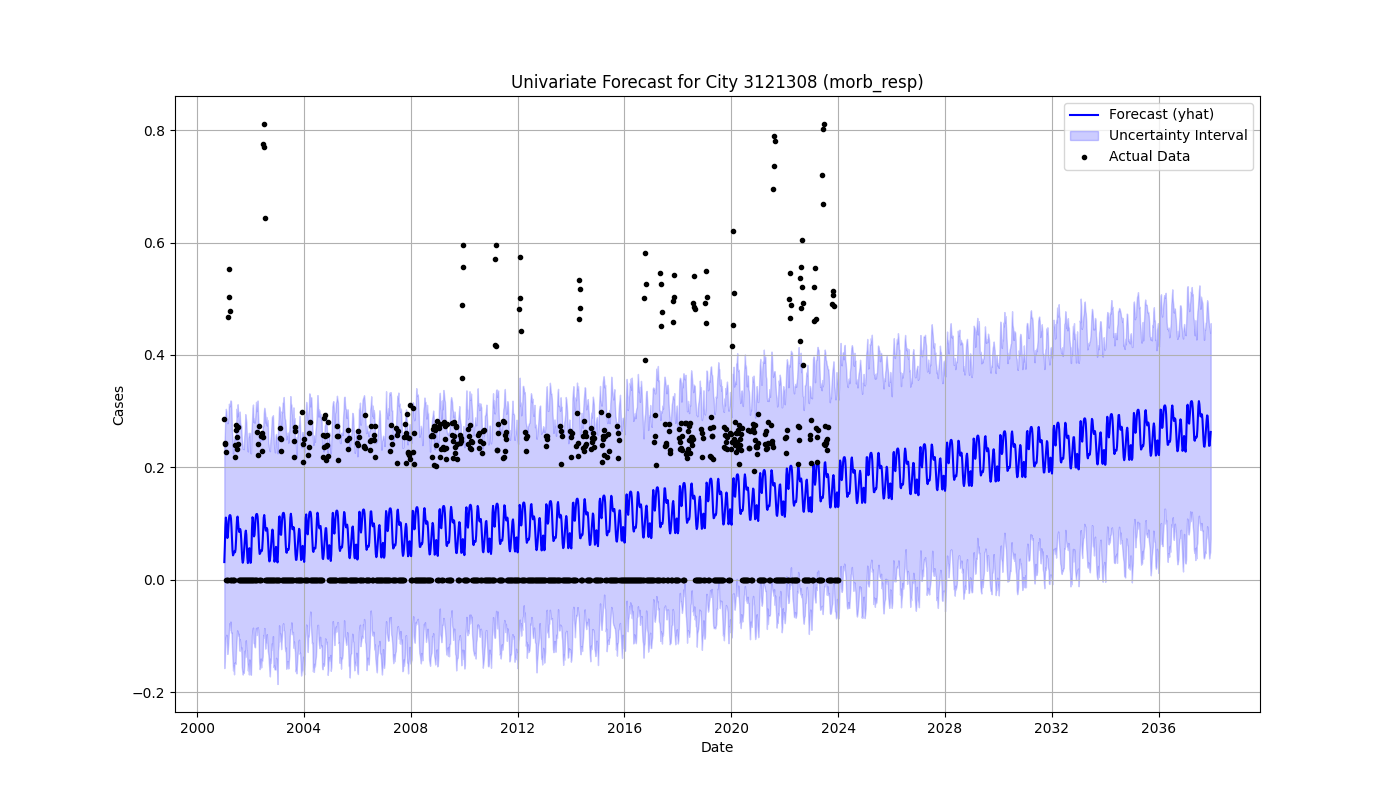 Univariate Forecast for City 3121308 (morb_resp)
Forecast (yhat)
Uncertainty Interval
Actual Data
Cases
0.8
0.6
0.4
0.2
0.0
−0.2
2000 2004 2008 2012 2016 2020 2024 2028 2032 2036
Date